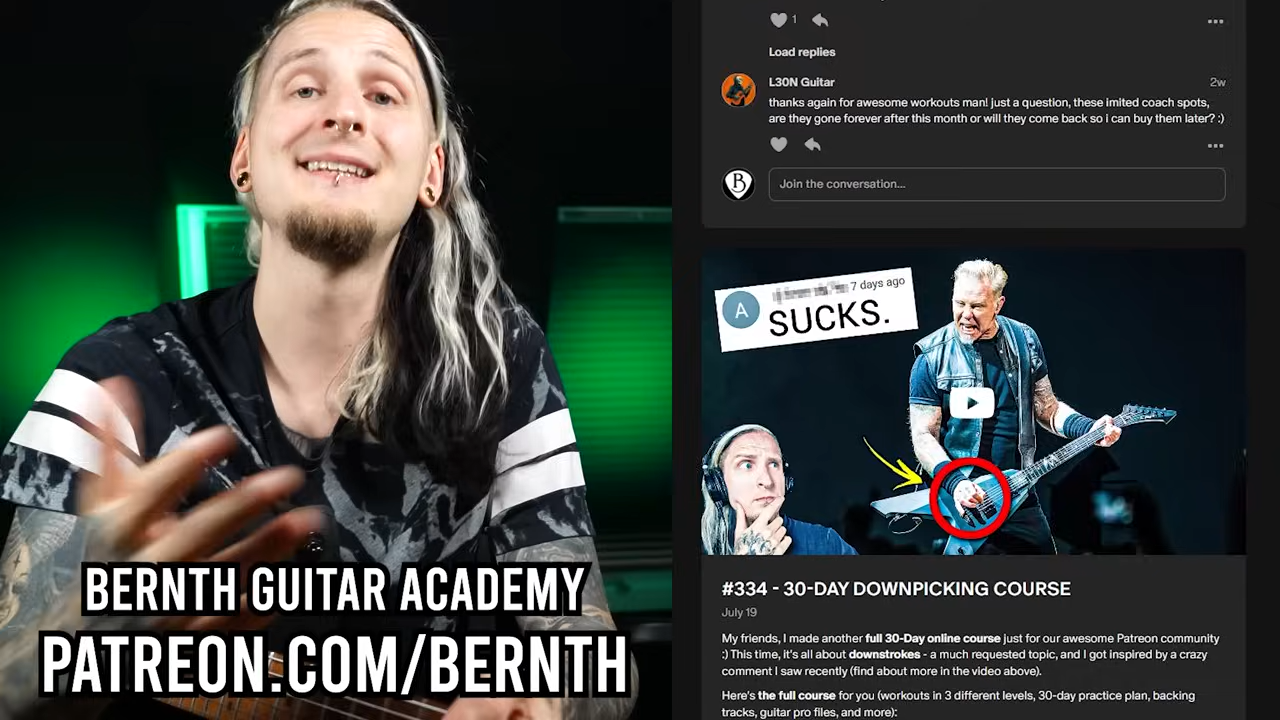 BERNTH GUITAR ACADEMY
PATREON.COM/BERNTH
1
Load replies
L30N Guitar
2w
thanks again for awesome workouts man! just a question, these imited coach spots,
are they gone forever after this month or will they come back so i can buy them later? :)
B
Join the conversation...
A
7 days ago
SUCKS.
#334 - 30-DAY DOWNPICKING COURSE
July 19
My friends, I made another full 30-Day online course just for our awesome Patreon community
:) This time, it's all about downstrokes - a much requested topic, and I got inspired by a crazy
comment I saw recently (find about more in the video above).
Here's the full course for you (workouts in 3 different levels, 30-day practice plan, backing
tracks, guitar pro files, and more):